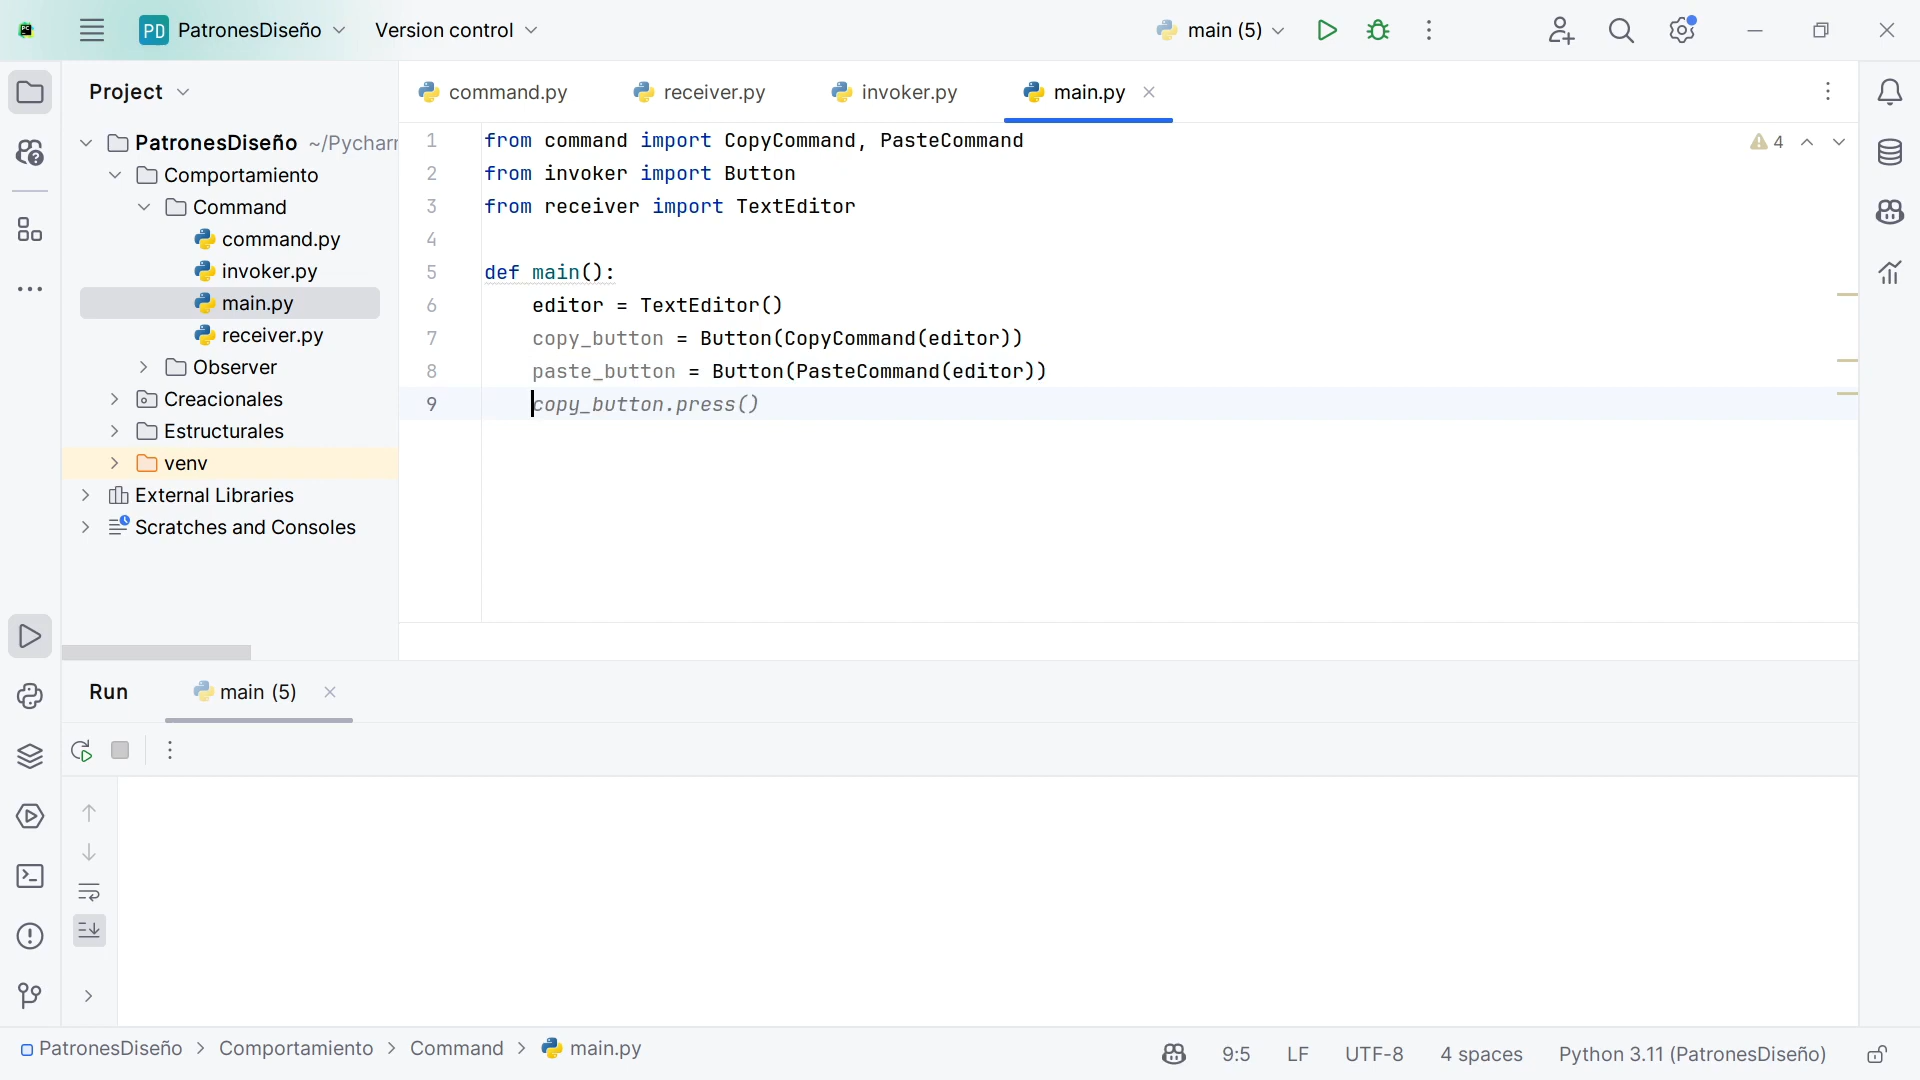 PD PatronesDiseño Version control main (5)
Project
command.py receiver.py invoker.py main.py
PatronesDiseño ~/Pychar
Comportamiento
Command
command.py
invoker.py
main.py
receiver.py
Observer
Creacionales
Estructurales
venv
External Libraries
Scratches and Consoles
4
1 from command import CopyCommand, PasteCommand
2 from invoker import Button
3 from receiver import TextEditor
4
5 def main():
6 editor = TextEditor()
7 copy_button = Button(CopyCommand(editor))
8 paste_button = Button(PasteCommand(editor))
9 copy_button.press()
Run main (5)
PatronesDiseño > Comportamiento > Command > main.py
9:5 LF UTF-8 4 spaces Python 3.11 (PatronesDiseño)